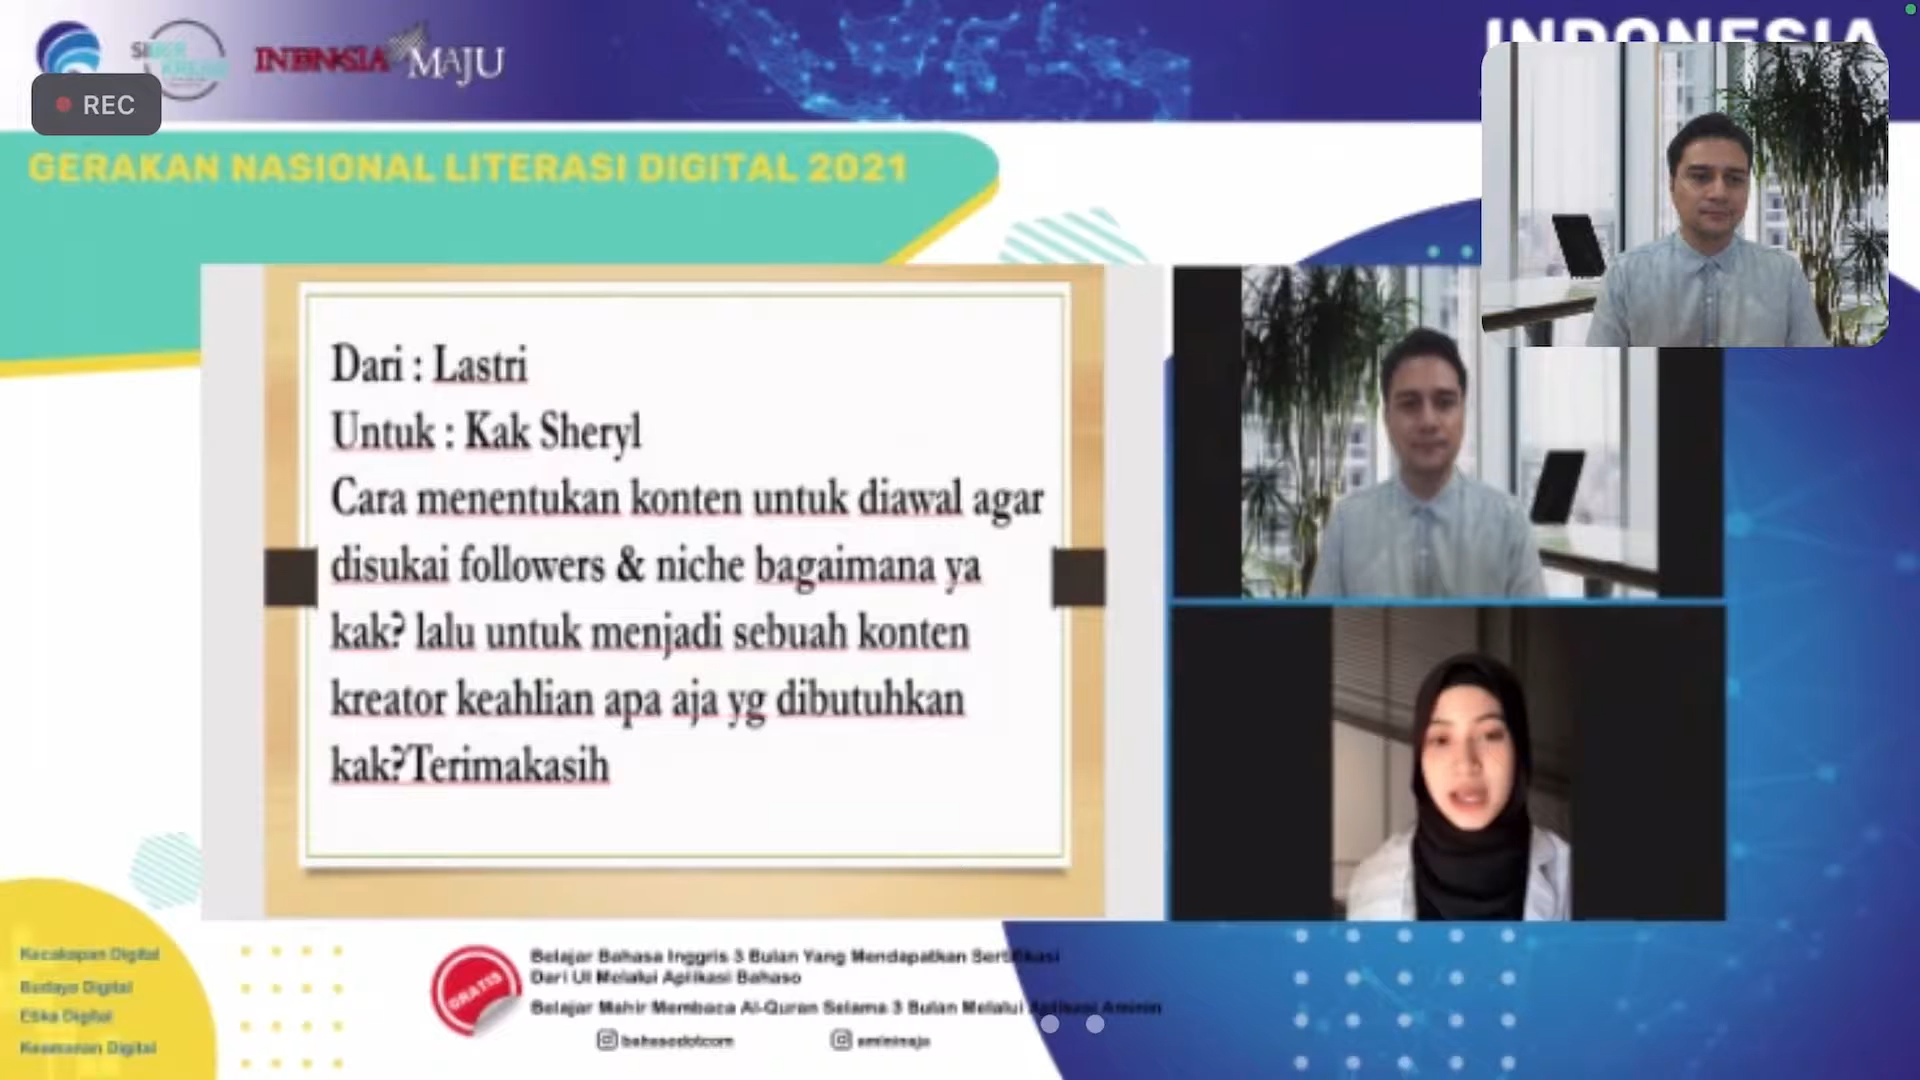 INDONESIA
MAJU
INDONESIA
REC
GERAKAN NASIONAL LITERASI DIGITAL 2021
Dari : Lastri
Untuk : Kak Sheryl
Cara menentukan konten untuk diawal agar
disukai followers & niche bagaimana ya
kak? lalu untuk menjadi sebuah konten
kreator keahlian apa aja yg dibutuhkan
kak?Terimakasih
Kecakapan Digital
Budaya Digital
Etika Digital
Keamanan Digital
GRATIS
Belajar Bahasa Inggris 3 Bulan Yang Mendapatkan Sertifikasi
Dari UI Melalui Aplikasi Bahaso
Belajar Mahir Membaca Al-Quran Selama 3 Bulan Melalui Aplikasi Aminin
bahasodotcom